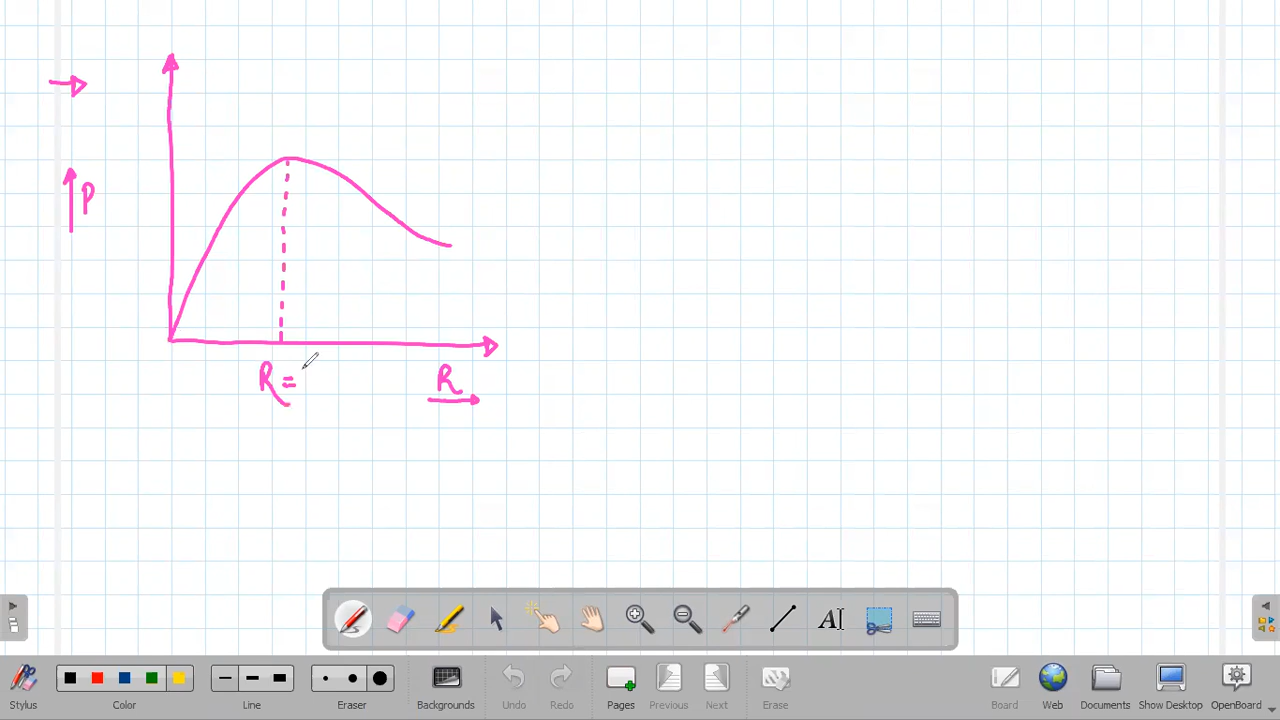 P
R =
R
Stylus
Color
Line
Eraser
Backgrounds
Undo
Redo
Pages
Previous
Next
Erase
Board
Web
Documents
Show Desktop
OpenBoard